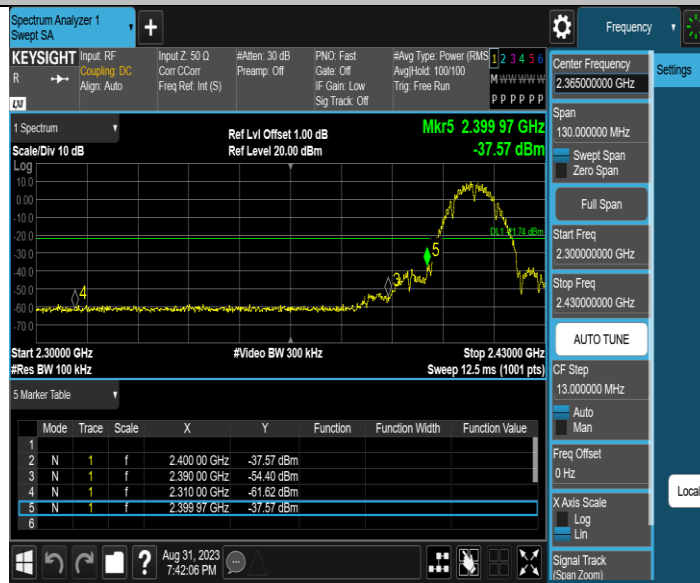 Spectrum Analyzer 1
Swept SA
Frequency
KEYSIGHT
R
LXI
Input: RF
Coupling: DC
Align: Auto
Input Z: 50 Ω
Corr CCorr
Freq Ref: Int (S)
#Atten: 30 dB
Preamp: Off
PNO: Fast
Gate: Off
IF Gain: Low
Sig Track: Off
#Avg Type: Power (RMS
Avg|Hold: 100/100
Trig: Free Run
1 2 3 4 5 6
M W W W W W
P P P P P P
1 Spectrum
Scale/Div 10 dB
Ref Lvl Offset 1.00 dB
Ref Level 20.00 dBm
Mkr5 2.399 97 GHz
-37.57 dBm
Log
10.0
0.00
-10.0
-20.0
-30.0
-40.0
-50.0
-60.0
-70.0
4
3
5
Start 2.30000 GHz
#Res BW 100 kHz
#Video BW 300 kHz
Stop 2.43000 GHz
Sweep 12.5 ms (1001 pts)
5 Marker Table
Mode Trace Scale X Y Function Function Width Function Value
1
2 N 1 f 2.400 00 GHz -37.57 dBm
3 N 1 f 2.390 00 GHz -54.40 dBm
4 N 1 f 2.310 00 GHz -61.62 dBm
5 N 1 f 2.399 97 GHz -37.57 dBm
6
?
Aug 31, 2023
7:42:06 PM
Center Frequency
2.365000000 GHz
Span
130.000000 MHz
Swept Span
Zero Span
Full Span
Start Freq
2.300000000 GHz
Stop Freq
2.430000000 GHz
AUTO TUNE
CF Step
13.000000 MHz
Auto
Man
Freq Offset
0 Hz
X Axis Scale
Log
Lin
Signal Track
(Span Zoom)
Settings
Local